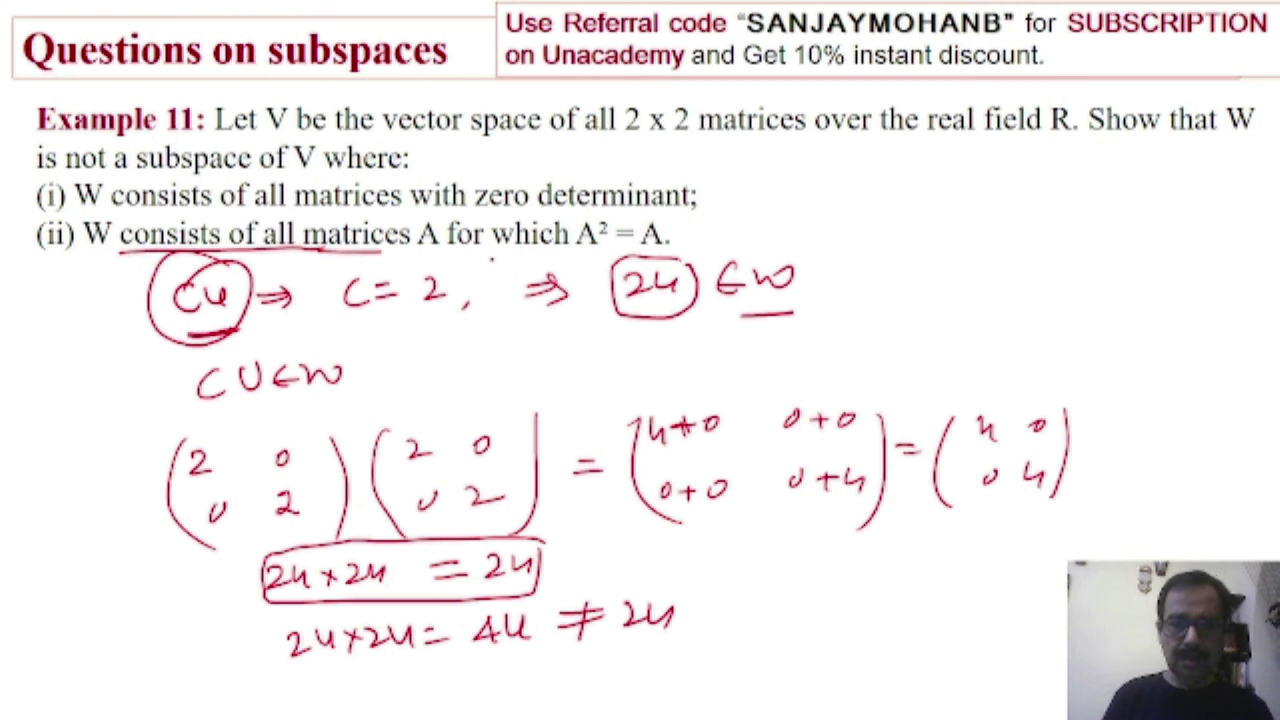 Questions on subspaces
Use Referral code “SANJAYMOHANB” for SUBSCRIPTION
on Unacademy and Get 10% instant discount.
Example 11: Let V be the vector space of all 2 x 2 matrices over the real field R. Show that W
is not a subspace of V where:
(i) W consists of all matrices with zero determinant;
(ii) W consists of all matrices A for which A² = A.
cu ⇒ c = 2, ⇒ 2u ∈ W
cu ∈ W
(2 0) (2 0) = (4+0 0+0) = (4 0)
(0 2) (0 2) (0+0 0+4) (0 4)
2u × 2u = 2u
2u × 2u = 4u ≠ 2u